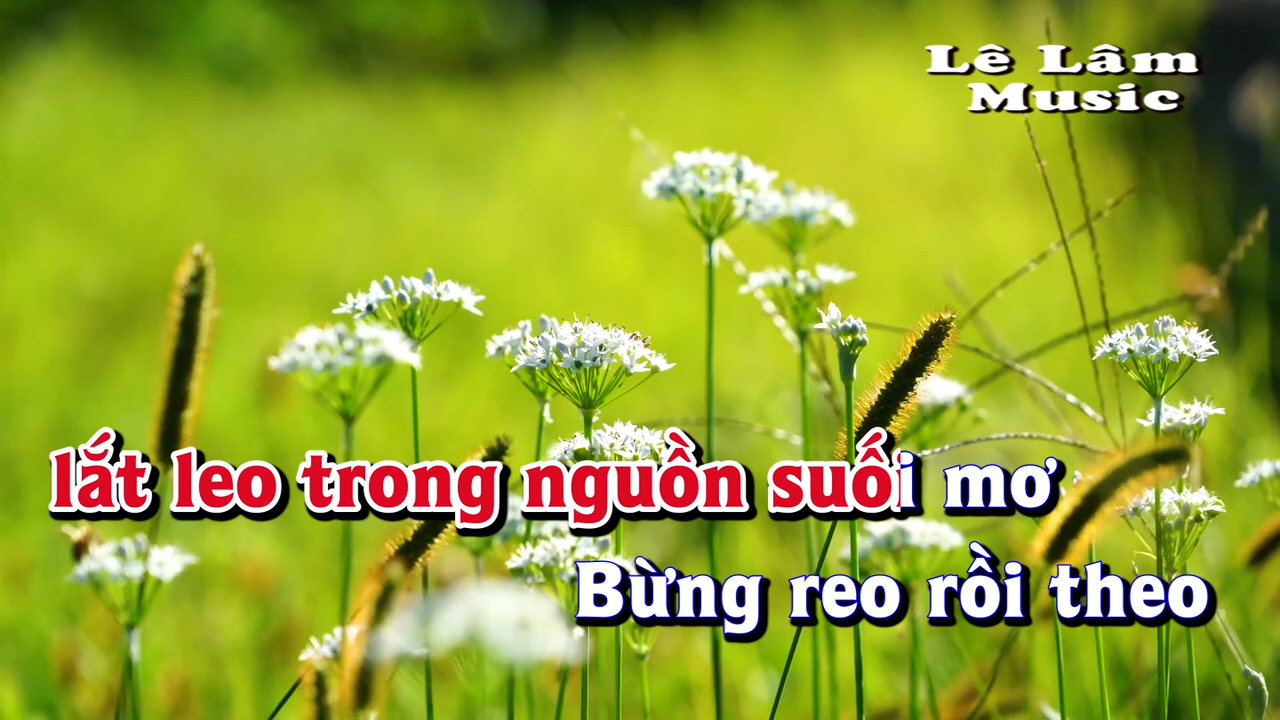 Lê Lâm
Music
lắt leo trong nguồn suối mơ
Bừng reo rồi theo